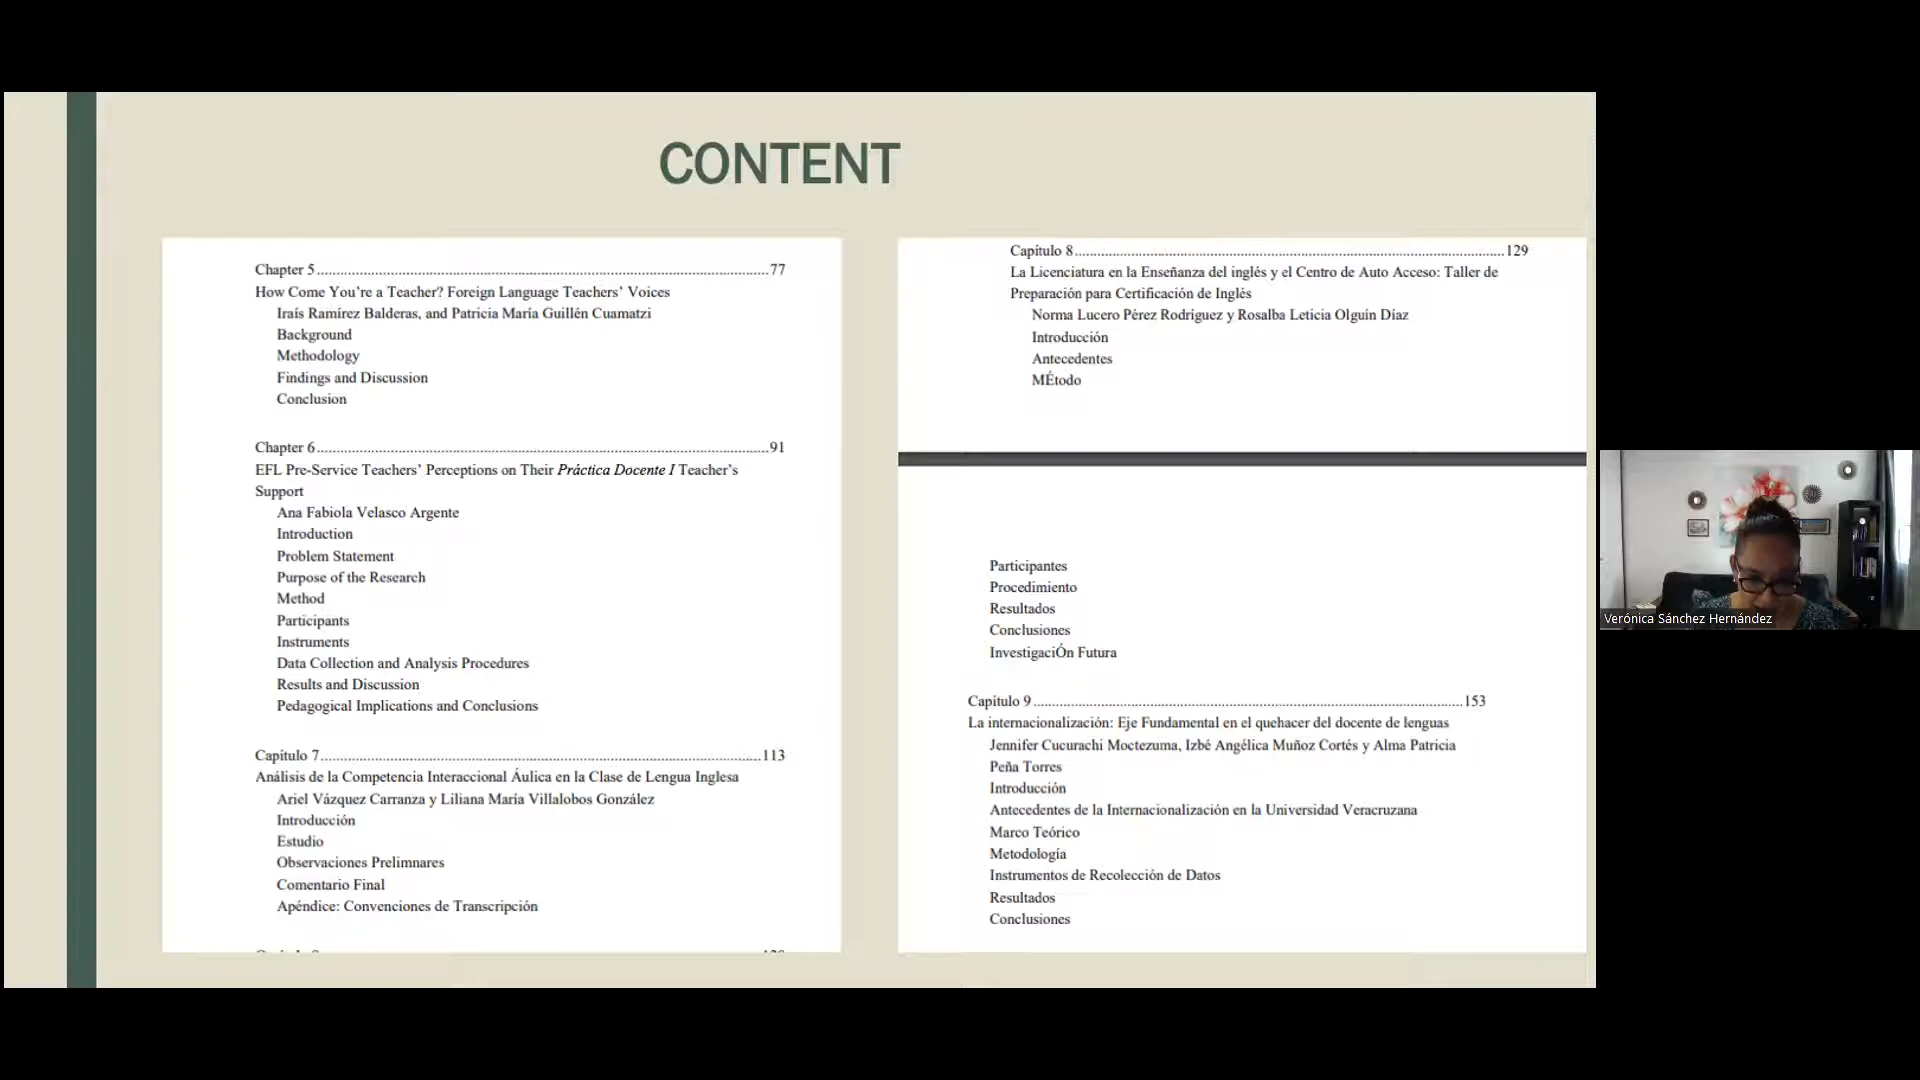 CONTENT
Chapter 5...77
How Come You're a Teacher? Foreign Language Teachers' Voices
Iraís Ramírez Balderas, and Patricia María Guillén Cuamatzi
Background
Methodology
Findings and Discussion
Conclusion
Chapter 6...91
EFL Pre-Service Teachers' Perceptions on Their Práctica Docente I Teacher's
Support
Ana Fabiola Velasco Argente
Introduction
Problem Statement
Purpose of the Research
Method
Participants
Instruments
Data Collection and Analysis Procedures
Results and Discussion
Pedagogical Implications and Conclusions
Capítulo 7...113
Análisis de la Competencia Interaccional Áulica en la Clase de Lengua Inglesa
Ariel Vázquez Carranza y Liliana María Villalobos González
Introducción
Estudio
Observaciones Prelimnares
Comentario Final
Apéndice: Convenciones de Transcripción
Capítulo 8...129
La Licenciatura en la Enseñanza del inglés y el Centro de Auto Acceso: Taller de
Preparación para Certificación de Inglés
Norma Lucero Pérez Rodríguez y Rosalba Leticia Olguín Díaz
Introducción
Antecedentes
MÉtodo
Participantes
Procedimiento
Resultados
Conclusiones
InvestigaciÓn Futura
Capítulo 9...153
La internacionalización: Eje Fundamental en el quehacer del docente de lenguas
Jennifer Cucurachi Moctezuma, Izbé Angélica Muñoz Cortés y Alma Patricia
Peña Torres
Introducción
Antecedentes de la Internacionalización en la Universidad Veracruzana
Marco Teórico
Metodología
Instrumentos de Recolección de Datos
Resultados
Conclusiones
Verónica Sánchez Hernández